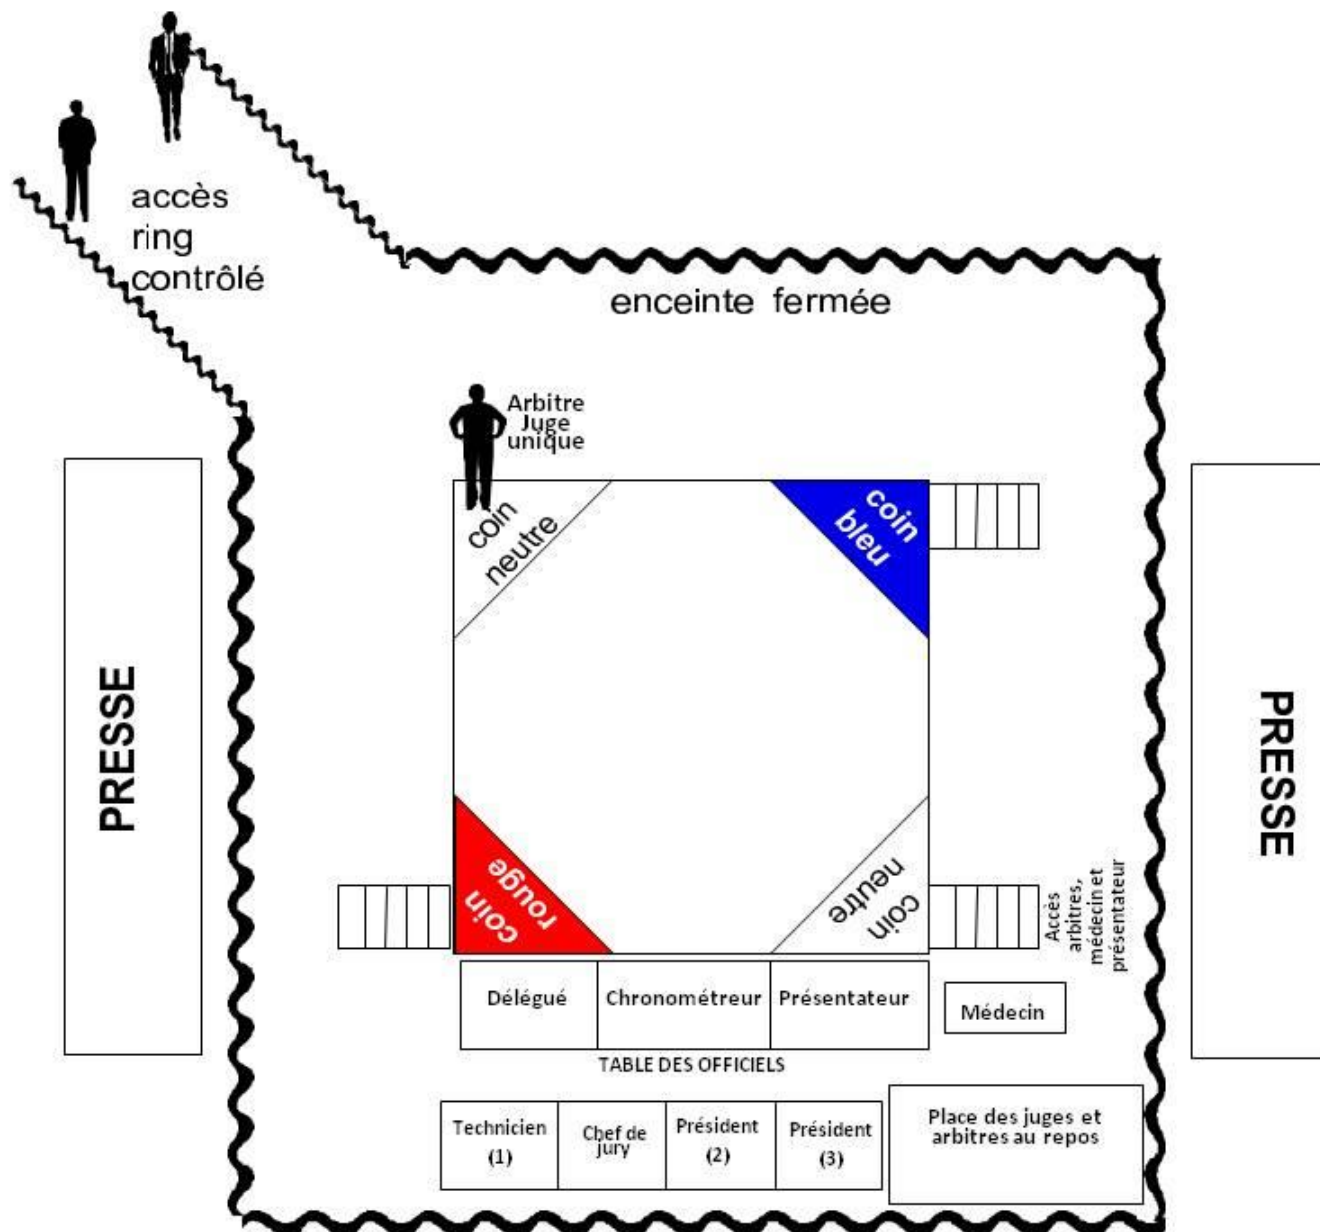 accès
ring
contrôlé
enceinte fermée
Arbitre
Juge
unique
coin
neutre
coin
bleu
PRESSE
PRESSE
coin
rouge
coin
neutre
Accès
arbitres,
médecin et
présentateur
Délégué
Chronométreur
Présentateur
Médecin
TABLE DES OFFICIELS
Technicien
(1)
Chef de
jury
Président
(2)
Président
(3)
Place des juges et
arbitres au repos